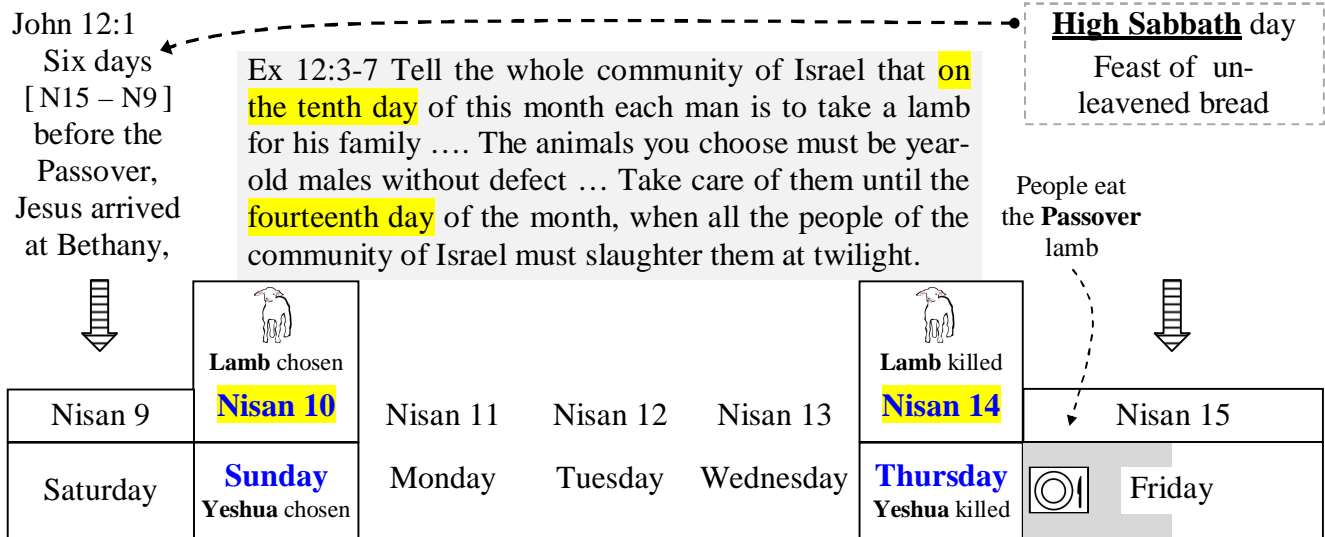 John 12:1
Six days
[ N15 – N9 ]
before the
Passover,
Jesus arrived
at Bethany,
Ex 12:3-7 Tell the whole community of Israel that on
the tenth day of this month each man is to take a lamb
for his family …. The animals you choose must be year-
old males without defect … Take care of them until the
fourteenth day of the month, when all the people of the
community of Israel must slaughter them at twilight.
High Sabbath day
Feast of un-
leavened bread
People eat
the Passover
lamb
Lamb chosen
Lamb killed
Nisan 9
Nisan 10
Nisan 11
Nisan 12
Nisan 13
Nisan 14
Nisan 15
Saturday
Sunday
Yeshua chosen
Monday
Tuesday
Wednesday
Thursday
Yeshua killed
Friday